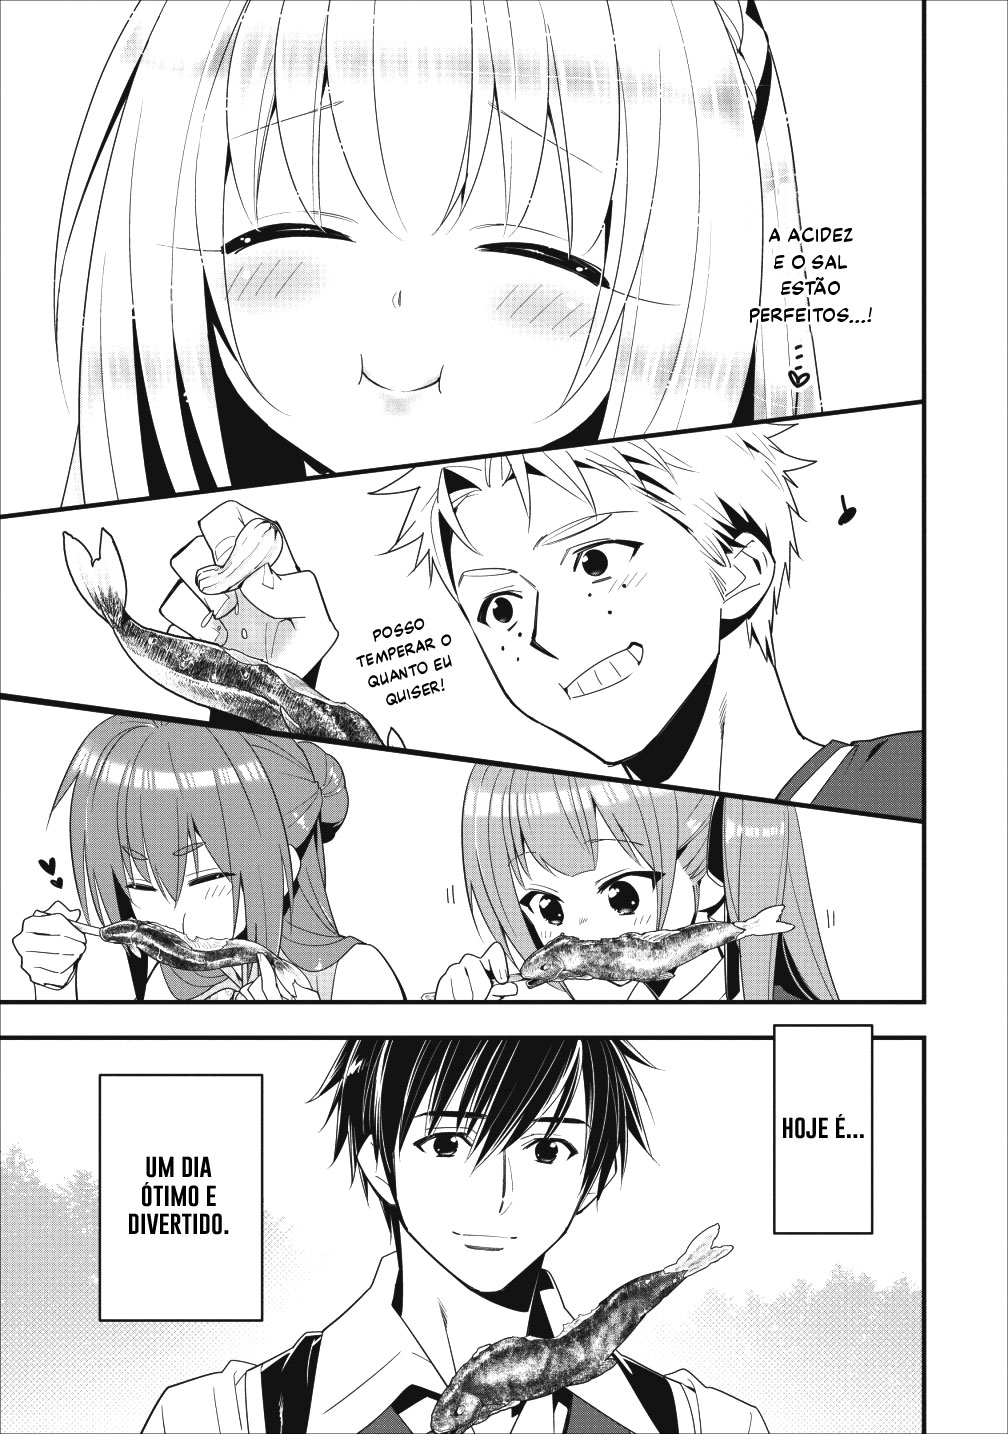 A ACIDEZ
E O SAL
ESTÃO
PERFEITOS...!
POSSO
TEMPERAR O
QUANTO EU
QUISER!
HOJE É...
UM DIA
ÓTIMO E
DIVERTIDO.